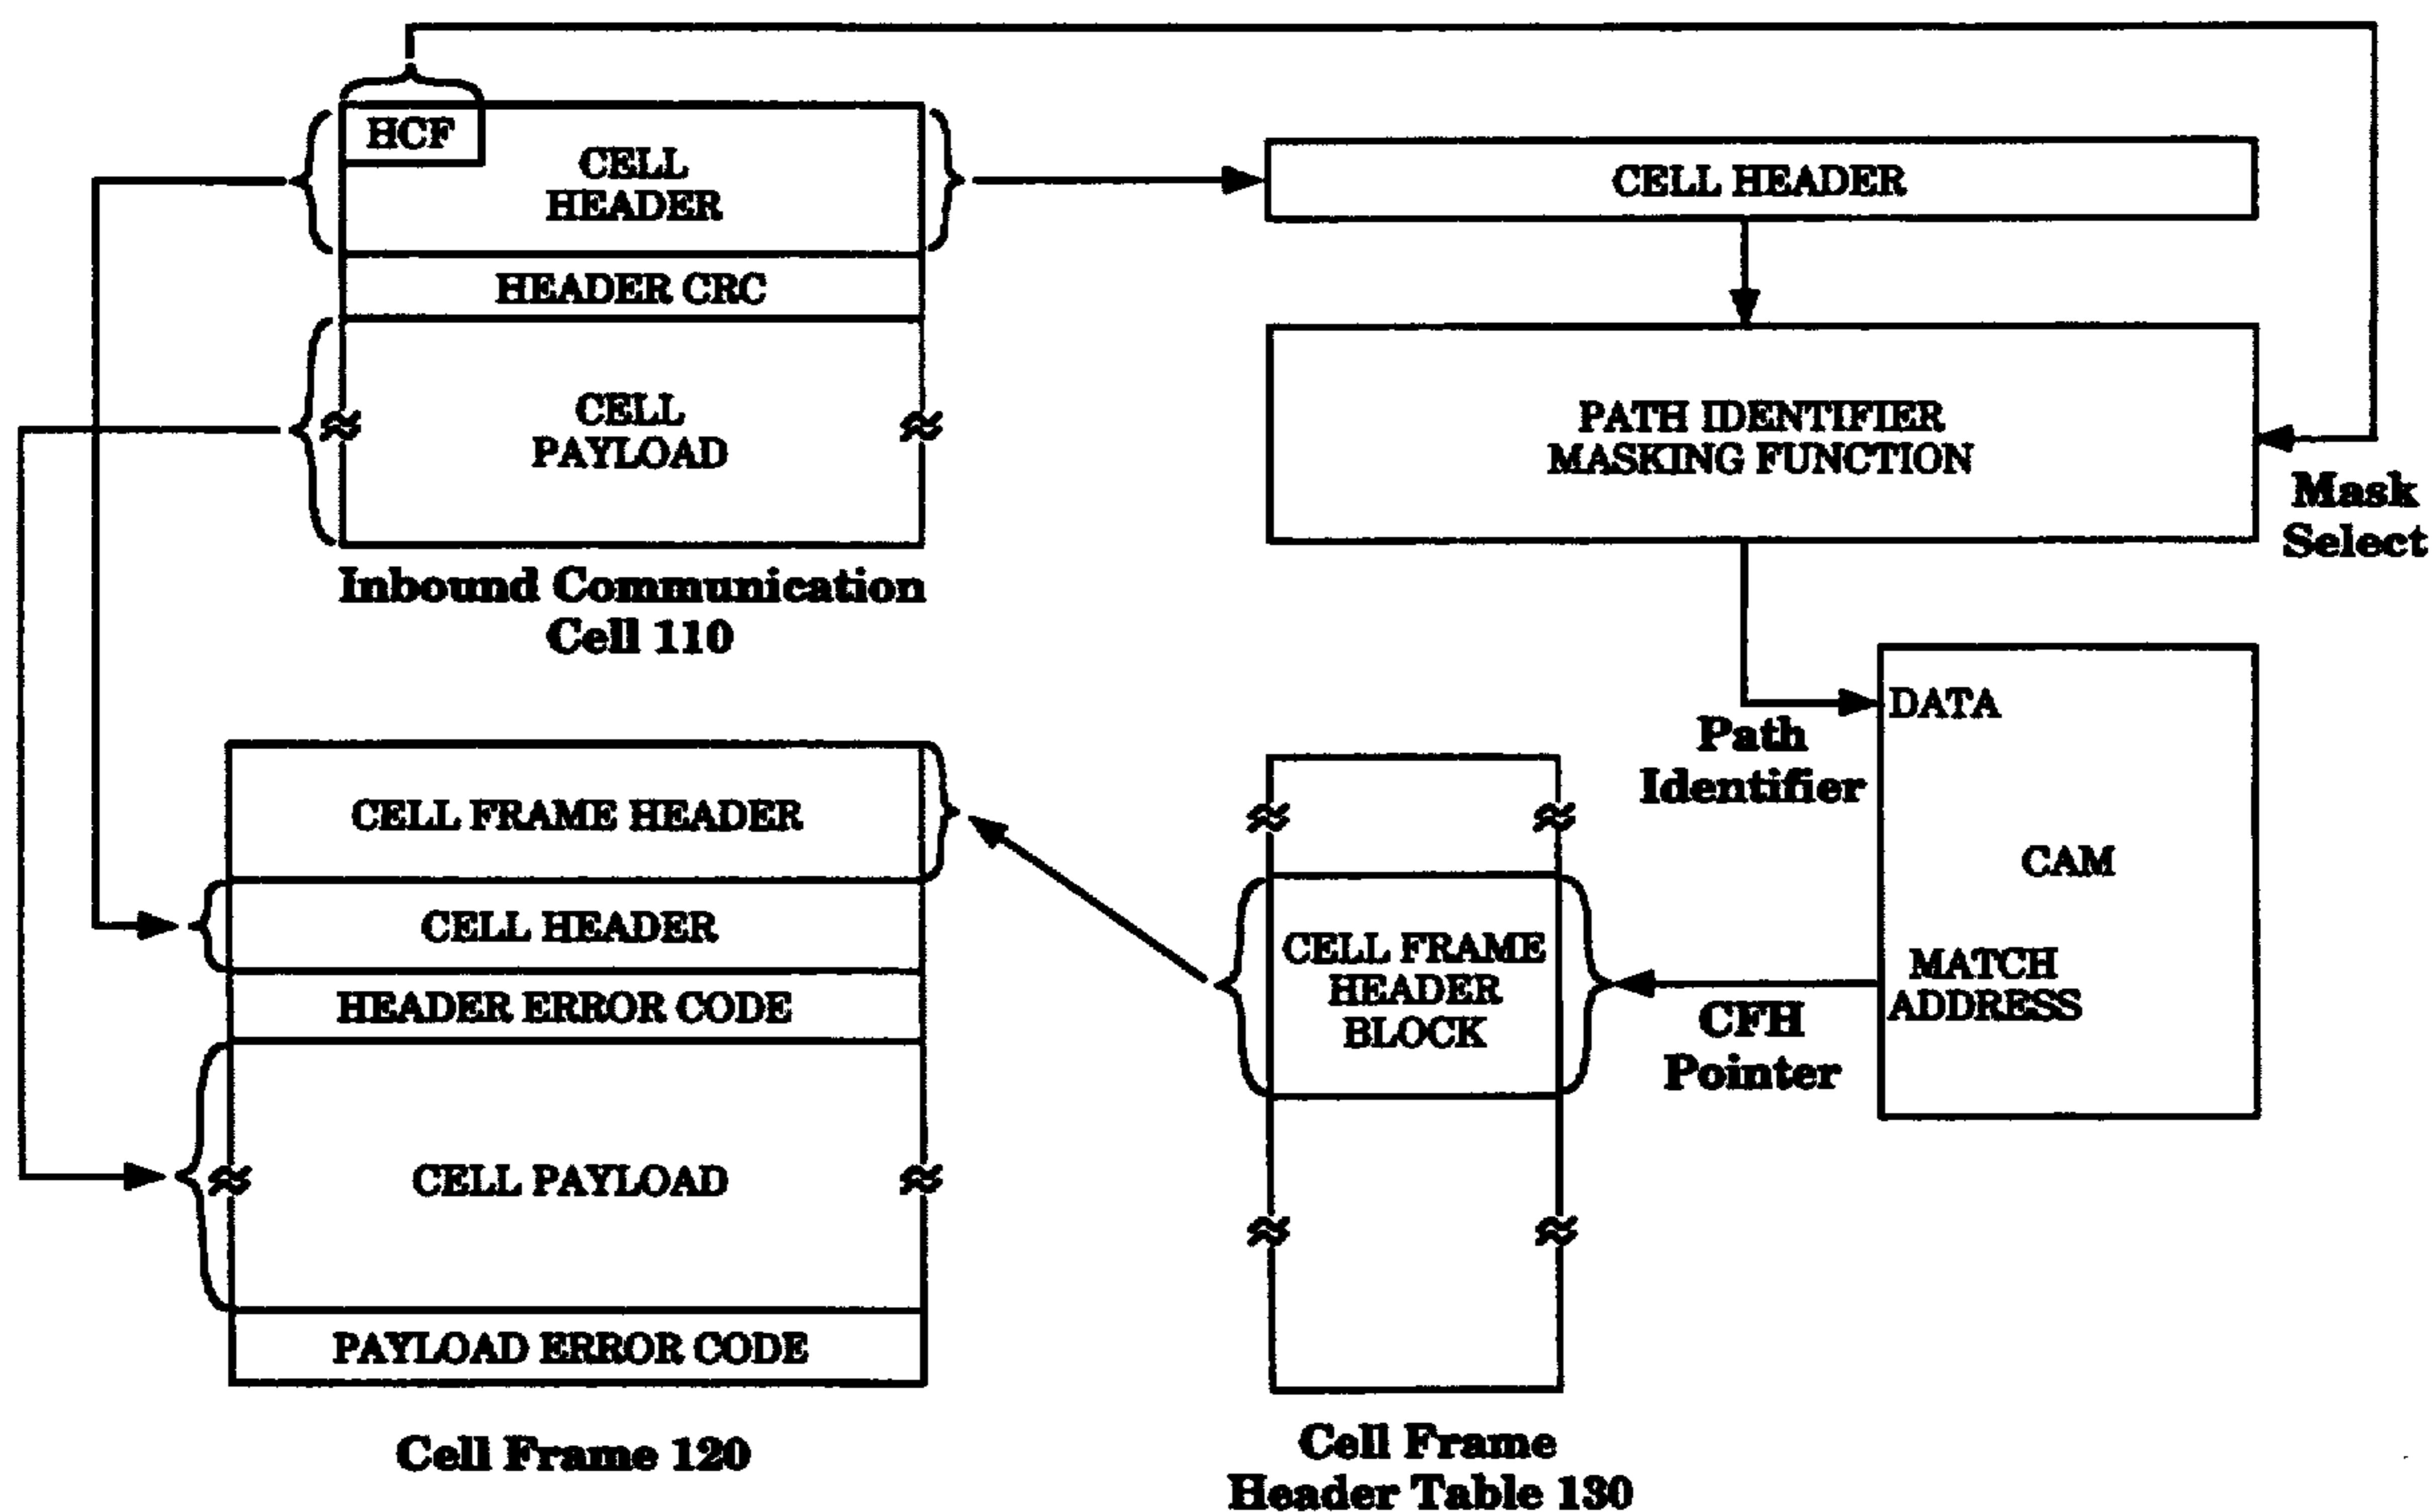 HCF
CELL
HEADER
HEADER CRC
CELL
PAYLOAD
Inbound Communication
Cell 110
CELL HEADER
PATH IDENTIFIER
MASKING FUNCTION
Mask
Select
DATA
Path
Identifier
CAM
MATCH
ADDRESS
CFH
Pointer
CELL FRAME HEADER
CELL HEADER
HEADER ERROR CODE
CELL PAYLOAD
PAYLOAD ERROR CODE
Cell Frame 120
CELL FRAME
HEADER
BLOCK
Cell Frame
Header Table 130